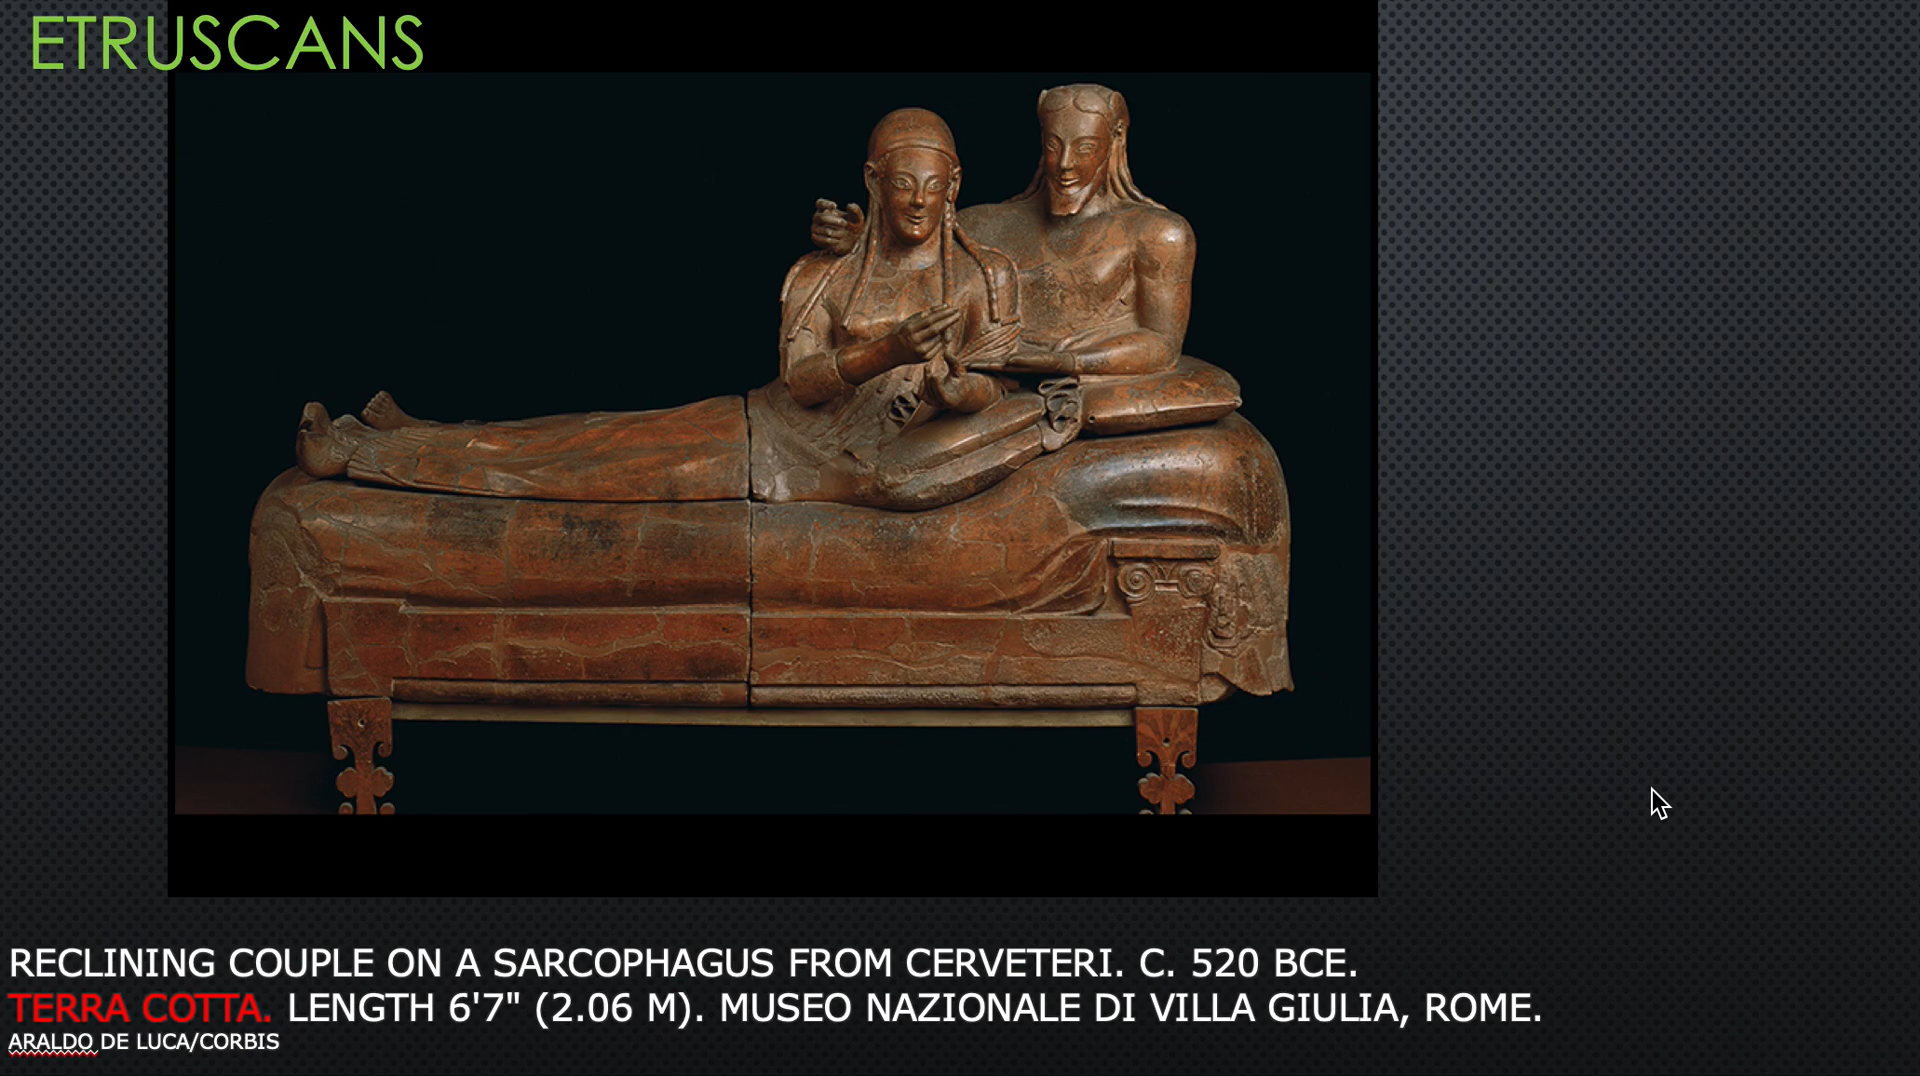 ETRUSCANS
RECLINING COUPLE ON A SARCOPHAGUS FROM CERVETERI. C. 520 BCE.
TERRA COTTA. LENGTH 6'7" (2.06 M). MUSEO NAZIONALE DI VILLA GIULIA, ROME.
ARALDO DE LUCA/CORBIS